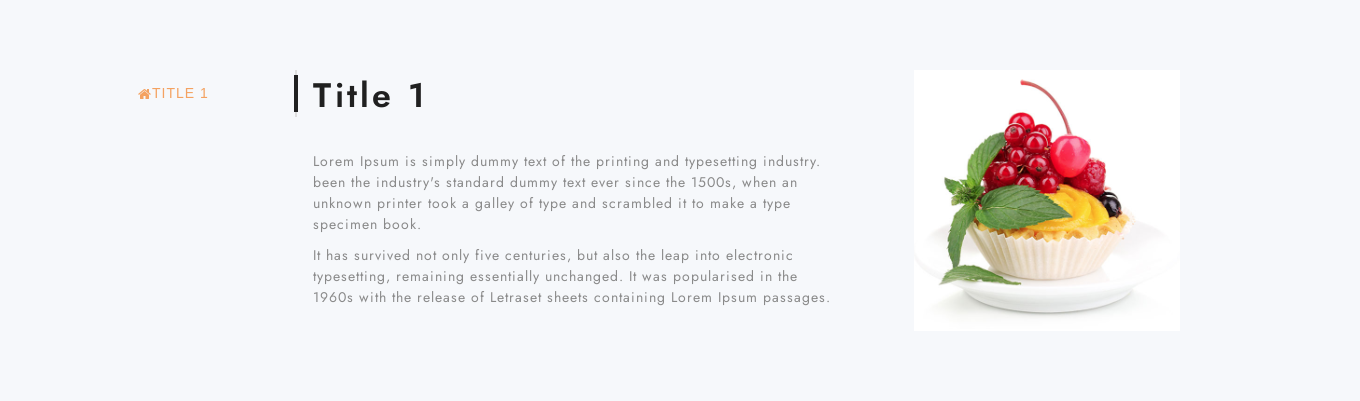 TITLE 1
Title 1
Lorem Ipsum is simply dummy text of the printing and typesetting industry.
been the industry's standard dummy text ever since the 1500s, when an
unknown printer took a galley of type and scrambled it to make a type
specimen book.
It has survived not only five centuries, but also the leap into electronic
typesetting, remaining essentially unchanged. It was popularised in the
1960s with the release of Letraset sheets containing Lorem Ipsum passages.